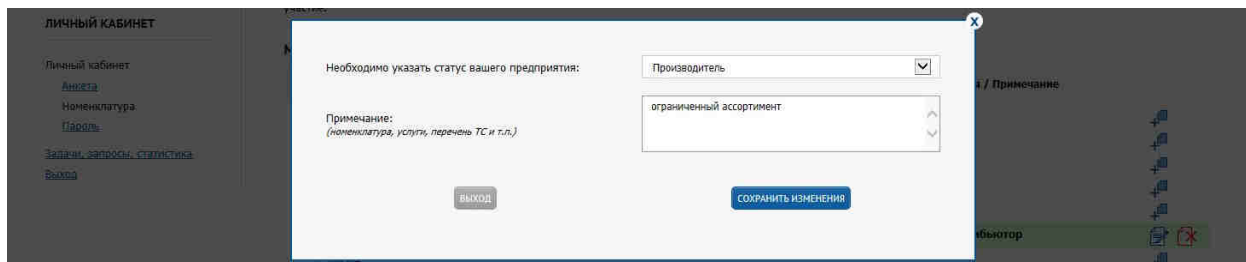 ЛИЧНЫЙ КАБИНЕТ
Личный кабинет
Анкета
Номенклатура
Пароль
Задачи, запросы, статистика
Выход
X
Необходимо указать статус вашего предприятия:
Производитель
Примечание:
(номенклатура, услуги, перечень ТС и т.п.)
ограниченный ассортимент
ВЫХОД
СОХРАНИТЬ ИЗМЕНЕНИЯ
/ Примечание